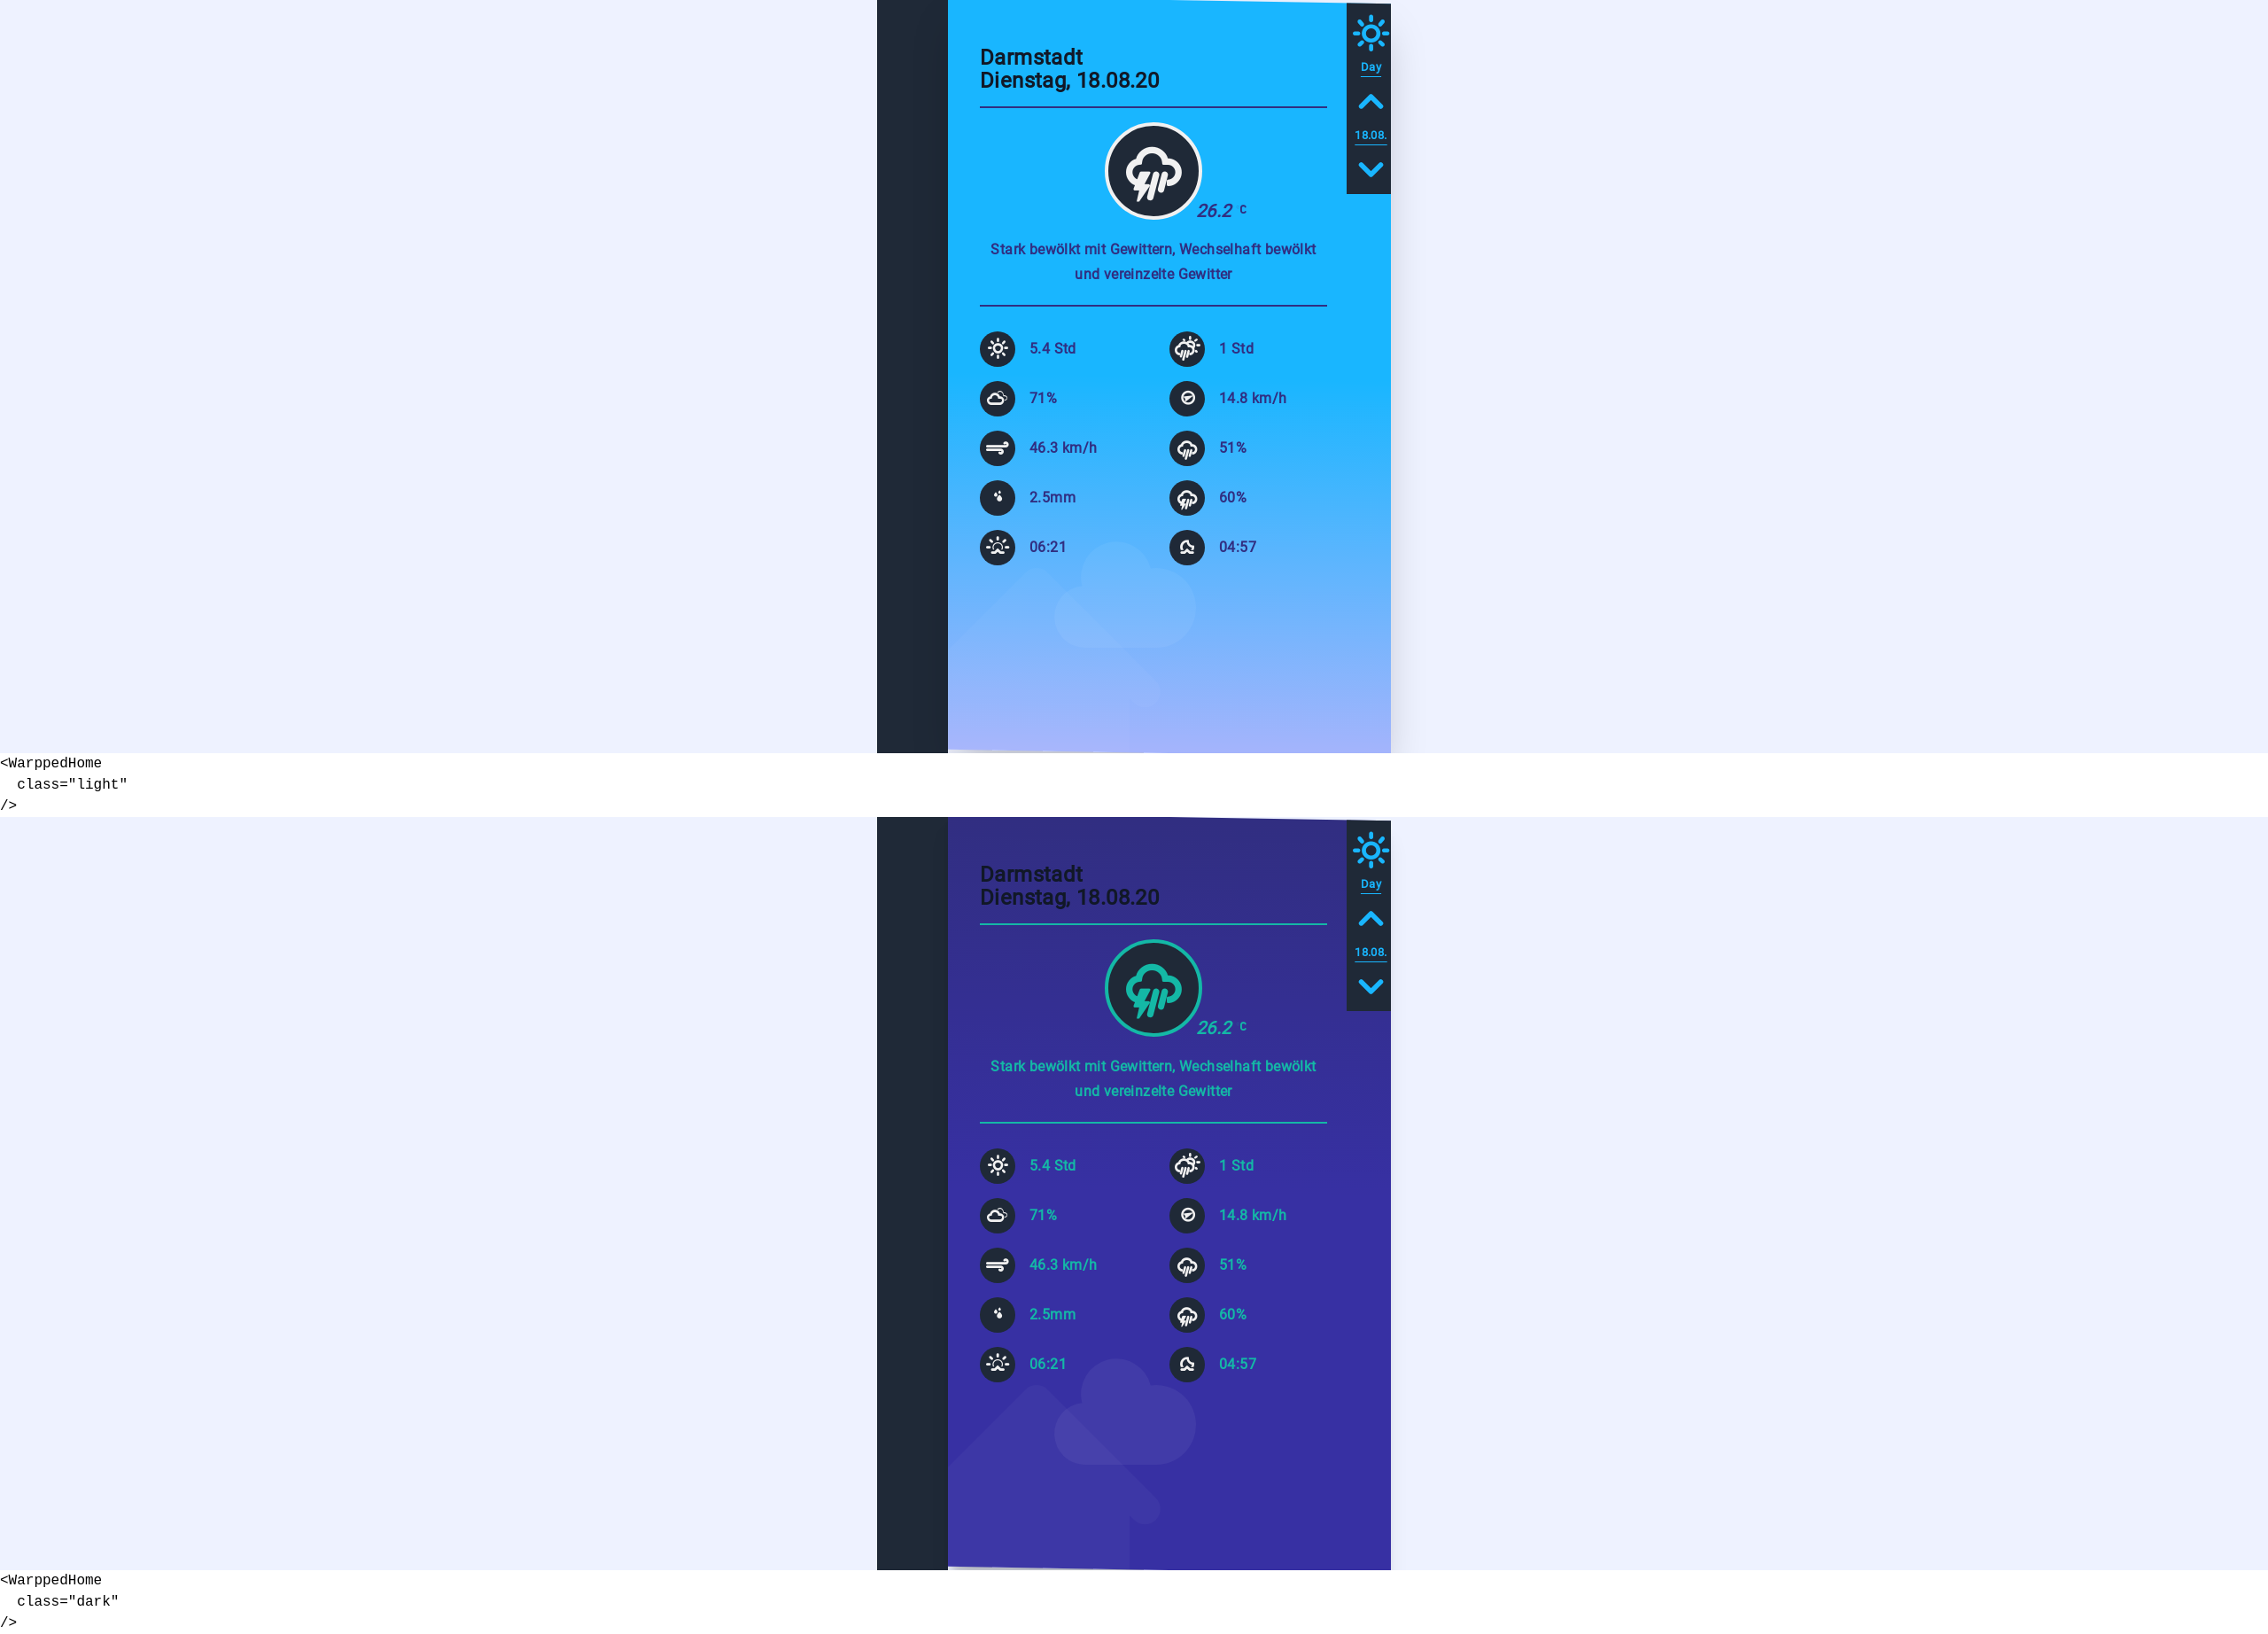 Darmstadt
Dienstag, 18.08.20
Day
18.08.
26.2 C
Stark bewölkt mit Gewittern, Wechselhaft bewölkt
und vereinzelte Gewitter
5.4 Std
1 Std
71%
14.8 km/h
46.3 km/h
51%
2.5mm
60%
06:21
04:57
<WarppedHome
  class="light"
/>
Darmstadt
Dienstag, 18.08.20
Day
18.08.
26.2 C
Stark bewölkt mit Gewittern, Wechselhaft bewölkt
und vereinzelte Gewitter
5.4 Std
1 Std
71%
14.8 km/h
46.3 km/h
51%
2.5mm
60%
06:21
04:57
<WarppedHome
  class="dark"
/>